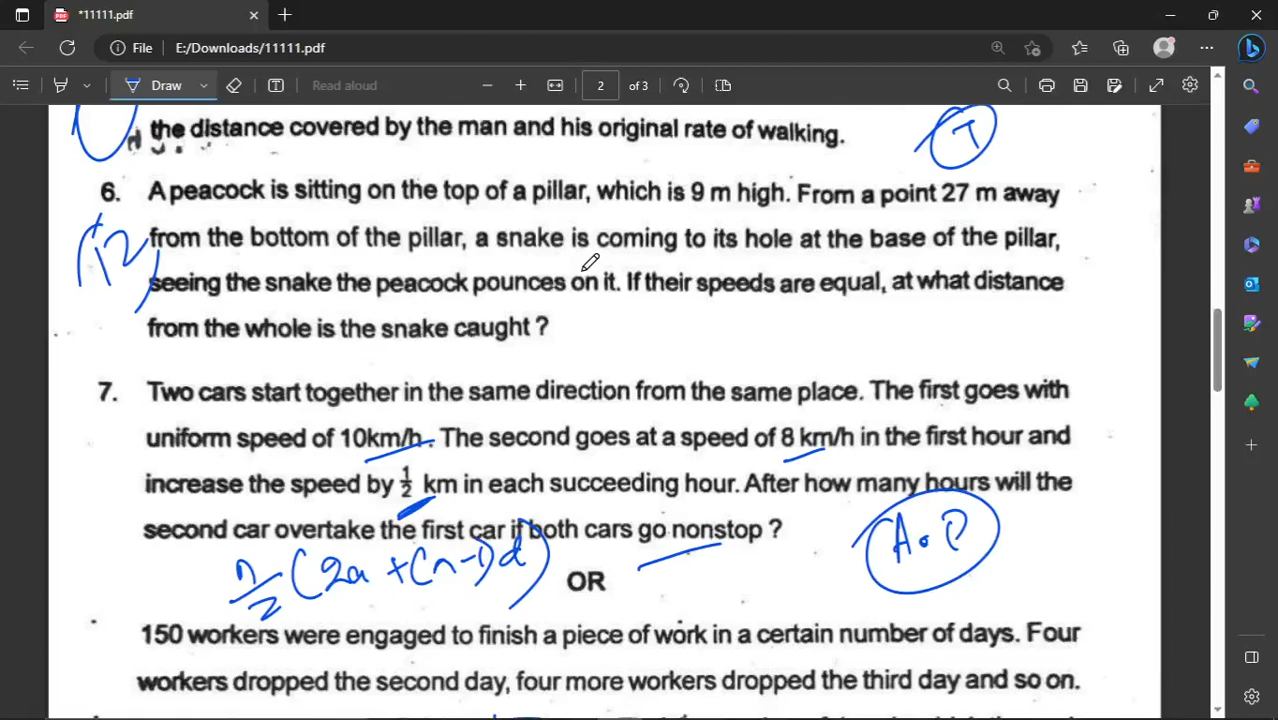 *11111.pdf
File E:/Downloads/11111.pdf
Draw Read aloud 2 of 3
the distance covered by the man and his original rate of walking.
T
6. A peacock is sitting on the top of a pillar, which is 9 m high. From a point 27 m away
from the bottom of the pillar, a snake is coming to its hole at the base of the pillar,
(12)
seeing the snake the peacock pounces on it. If their speeds are equal, at what distance
from the whole is the snake caught ?
7. Two cars start together in the same direction from the same place. The first goes with
uniform speed of 10km/h. The second goes at a speed of 8 km/h in the first hour and
increase the speed by 1/2 km in each succeeding hour. After how many hours will the
second car overtake the first car if both cars go nonstop ?
A.P
n/2 (2a+(n-1)d)
OR
150 workers were engaged to finish a piece of work in a certain number of days. Four
workers dropped the second day, four more workers dropped the third day and so on.